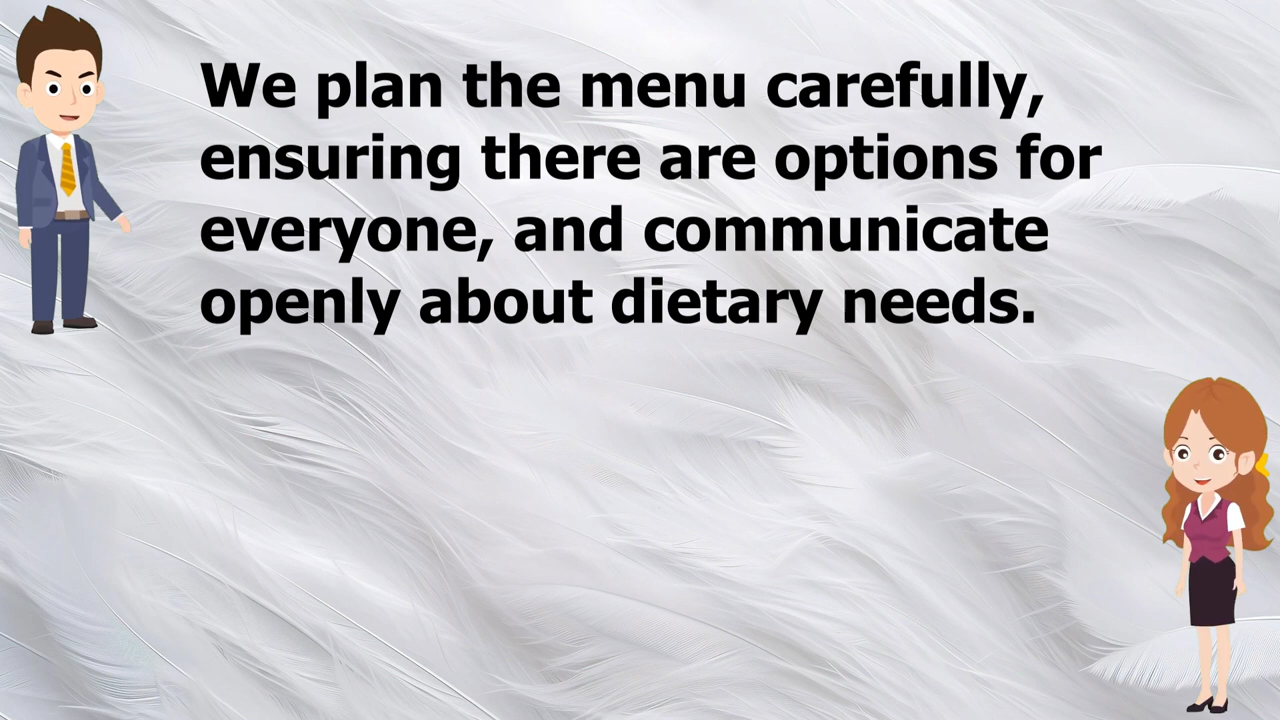 We plan the menu carefully,
ensuring there are options for
everyone, and communicate
openly about dietary needs.